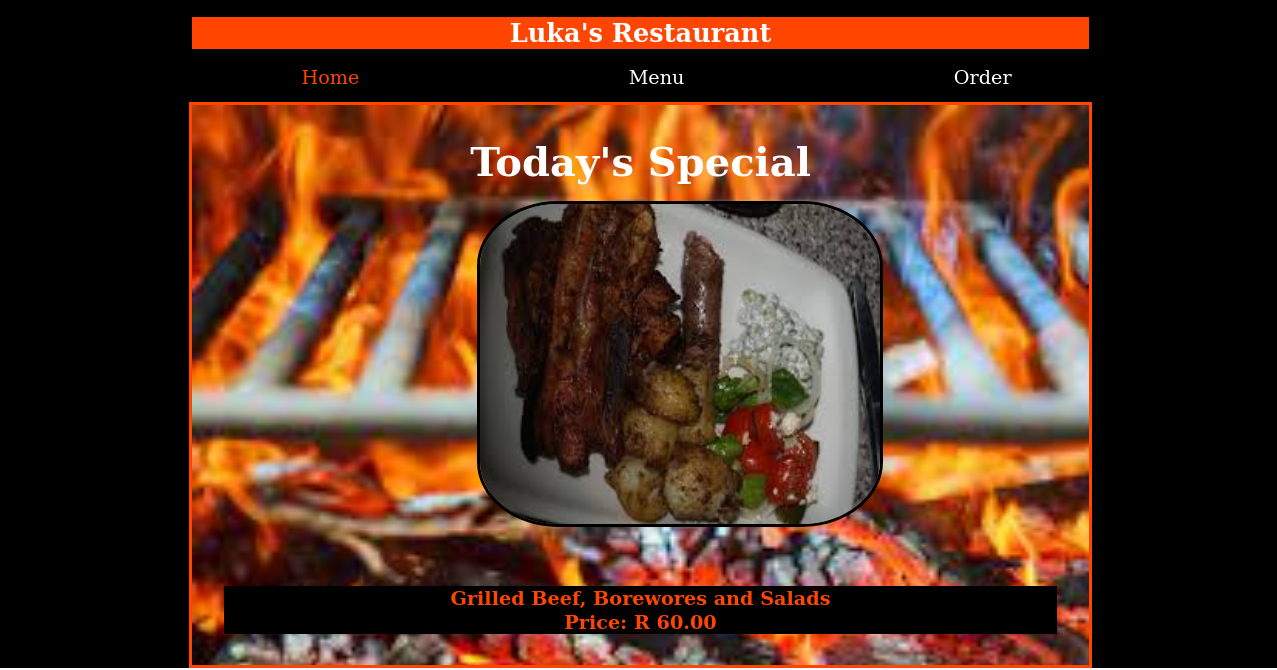 Luka's Restaurant
Home Menu Order
Today's Special
Grilled Beef, Borewores and Salads
Price: R 60.00